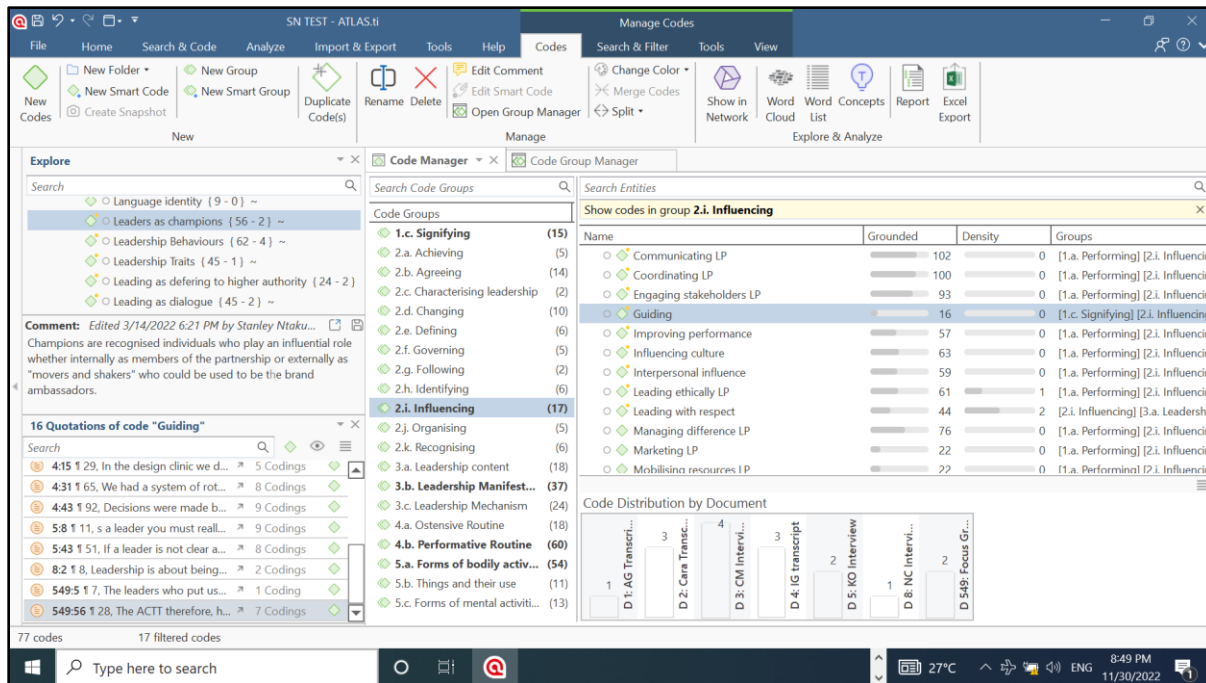 SN TEST - ATLAS.ti
Manage Codes
File Home Search & Code Analyze Import & Export Tools Help Codes Search & Filter Tools View
New Codes
New Folder
New Smart Code
Create Snapshot
New Group
New Smart Group
Duplicate Code(s)
New
Rename
Delete
Edit Comment
Edit Smart Code
Open Group Manager
Change Color
Merge Codes
Split
Manage
Show in Network
Word Cloud
Word List
Concepts
Report
Excel Export
Explore & Analyze
Explore
Search
Language identity {9 - 0} ~
Leaders as champions {56 - 2} ~
Leadership Behaviours {62 - 4} ~
Leadership Traits {45 - 1} ~
Leading as defering to higher authority {24 - 2}
Leading as dialogue {45 - 2} ~
Comment: Edited 3/14/2022 6:21 PM by Stanley Ntaku...
Champions are recognised individuals who play an influential role
whether internally as members of the partnership or externally as
"movers and shakers" who could be used to be the brand
ambassadors.
16 Quotations of code "Guiding"
Search
4:15 ¶ 29, In the design clinic we d... 5 Codings
4:31 ¶ 65, We had a system of rot... 8 Codings
4:43 ¶ 92, Decisions were made b... 9 Codings
5:8 ¶ 11, s a leader you must reall... 9 Codings
5:43 ¶ 51, If a leader is not clear a... 8 Codings
8:2 ¶ 8, Leadership is about being... 2 Codings
549:5 ¶ 7, The leaders who put us... 1 Coding
549:56 ¶ 28, The ACTT therefore, h... 7 Codings
Code Manager
Code Group Manager
Search Code Groups
Code Groups
1.c. Signifying (15)
2.a. Achieving (5)
2.b. Agreeing (14)
2.c. Characterising leadership (2)
2.d. Changing (10)
2.e. Defining (6)
2.f. Governing (5)
2.g. Following (2)
2.h. Identifying (6)
2.i. Influencing (17)
2.j. Organising (5)
2.k. Recognising (6)
3.a. Leadership content (18)
3.b. Leadership Manifest... (37)
3.c. Leadership Mechanism (24)
4.a. Ostensive Routine (18)
4.b. Performative Routine (60)
5.a. Forms of bodily activ... (54)
5.b. Things and their use (11)
5.c. Forms of mental activiti... (13)
Search Entities
Show codes in group 2.i. Influencing
Name Grounded Density Groups
Communicating LP 102 0 [1.a. Performing] [2.i. Influencin
Coordinating LP 100 0 [1.a. Performing] [2.i. Influencin
Engaging stakeholders LP 93 0 [1.a. Performing] [2.i. Influencin
Guiding 16 0 [1.c. Signifying] [2.i. Influencing
Improving performance 57 0 [1.a. Performing] [2.i. Influencin
Influencing culture 63 0 [1.a. Performing] [2.i. Influencin
Interpersonal influence 59 0 [1.a. Performing] [2.i. Influencin
Leading ethically LP 61 1 [1.a. Performing] [2.i. Influencin
Leading with respect 44 2 [2.i. Influencing] [3.a. Leadersh
Managing difference LP 76 0 [1.a. Performing] [2.i. Influencin
Marketing LP 22 0 [1.a. Performing] [2.i. Influencin
Mobilising resources LP 22 0 [1.a. Performing] [2.i. Influencin
Code Distribution by Document
1 D 1: AG Transcri...
3 D 2: Cara Transc...
4 D 3: CM Intervi...
3 D 4: IG transcript
2 D 5: KO Interview
1 D 8: NC Intervi...
2 D 549: Focus Gr...
77 codes 17 filtered codes
Type here to search
27°C
ENG
8:49 PM
11/30/2022
1